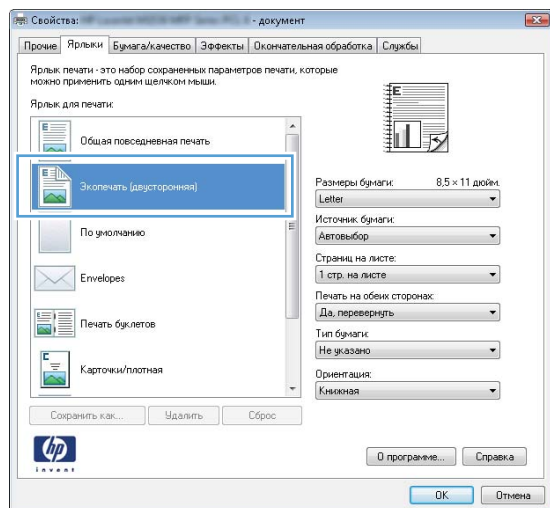 Свойства: - документ
Прочие Ярлыки Бумага/качество Эффекты Окончательная обработка Службы
Ярлык печати - это набор сохраненных параметров печати, которые
можно применить одним щелчком мыши.
Ярлык для печати:
Общая повседневная печать
Экопечать (двусторонняя)
По умолчанию
Envelopes
Печать буклетов
Карточки/плотная
Сохранить как... Удалить Сброс
E
Размеры бумаги: 8,5 × 11 дюйм.
Letter
Источник бумаги:
Автовыбор
Страниц на листе:
1 стр. на листе
Печать на обеих сторонах:
Да, перевернуть
Тип бумаги:
Не указано
Ориентация:
Книжная
hp
invent
О программе... Справка
OK Отмена